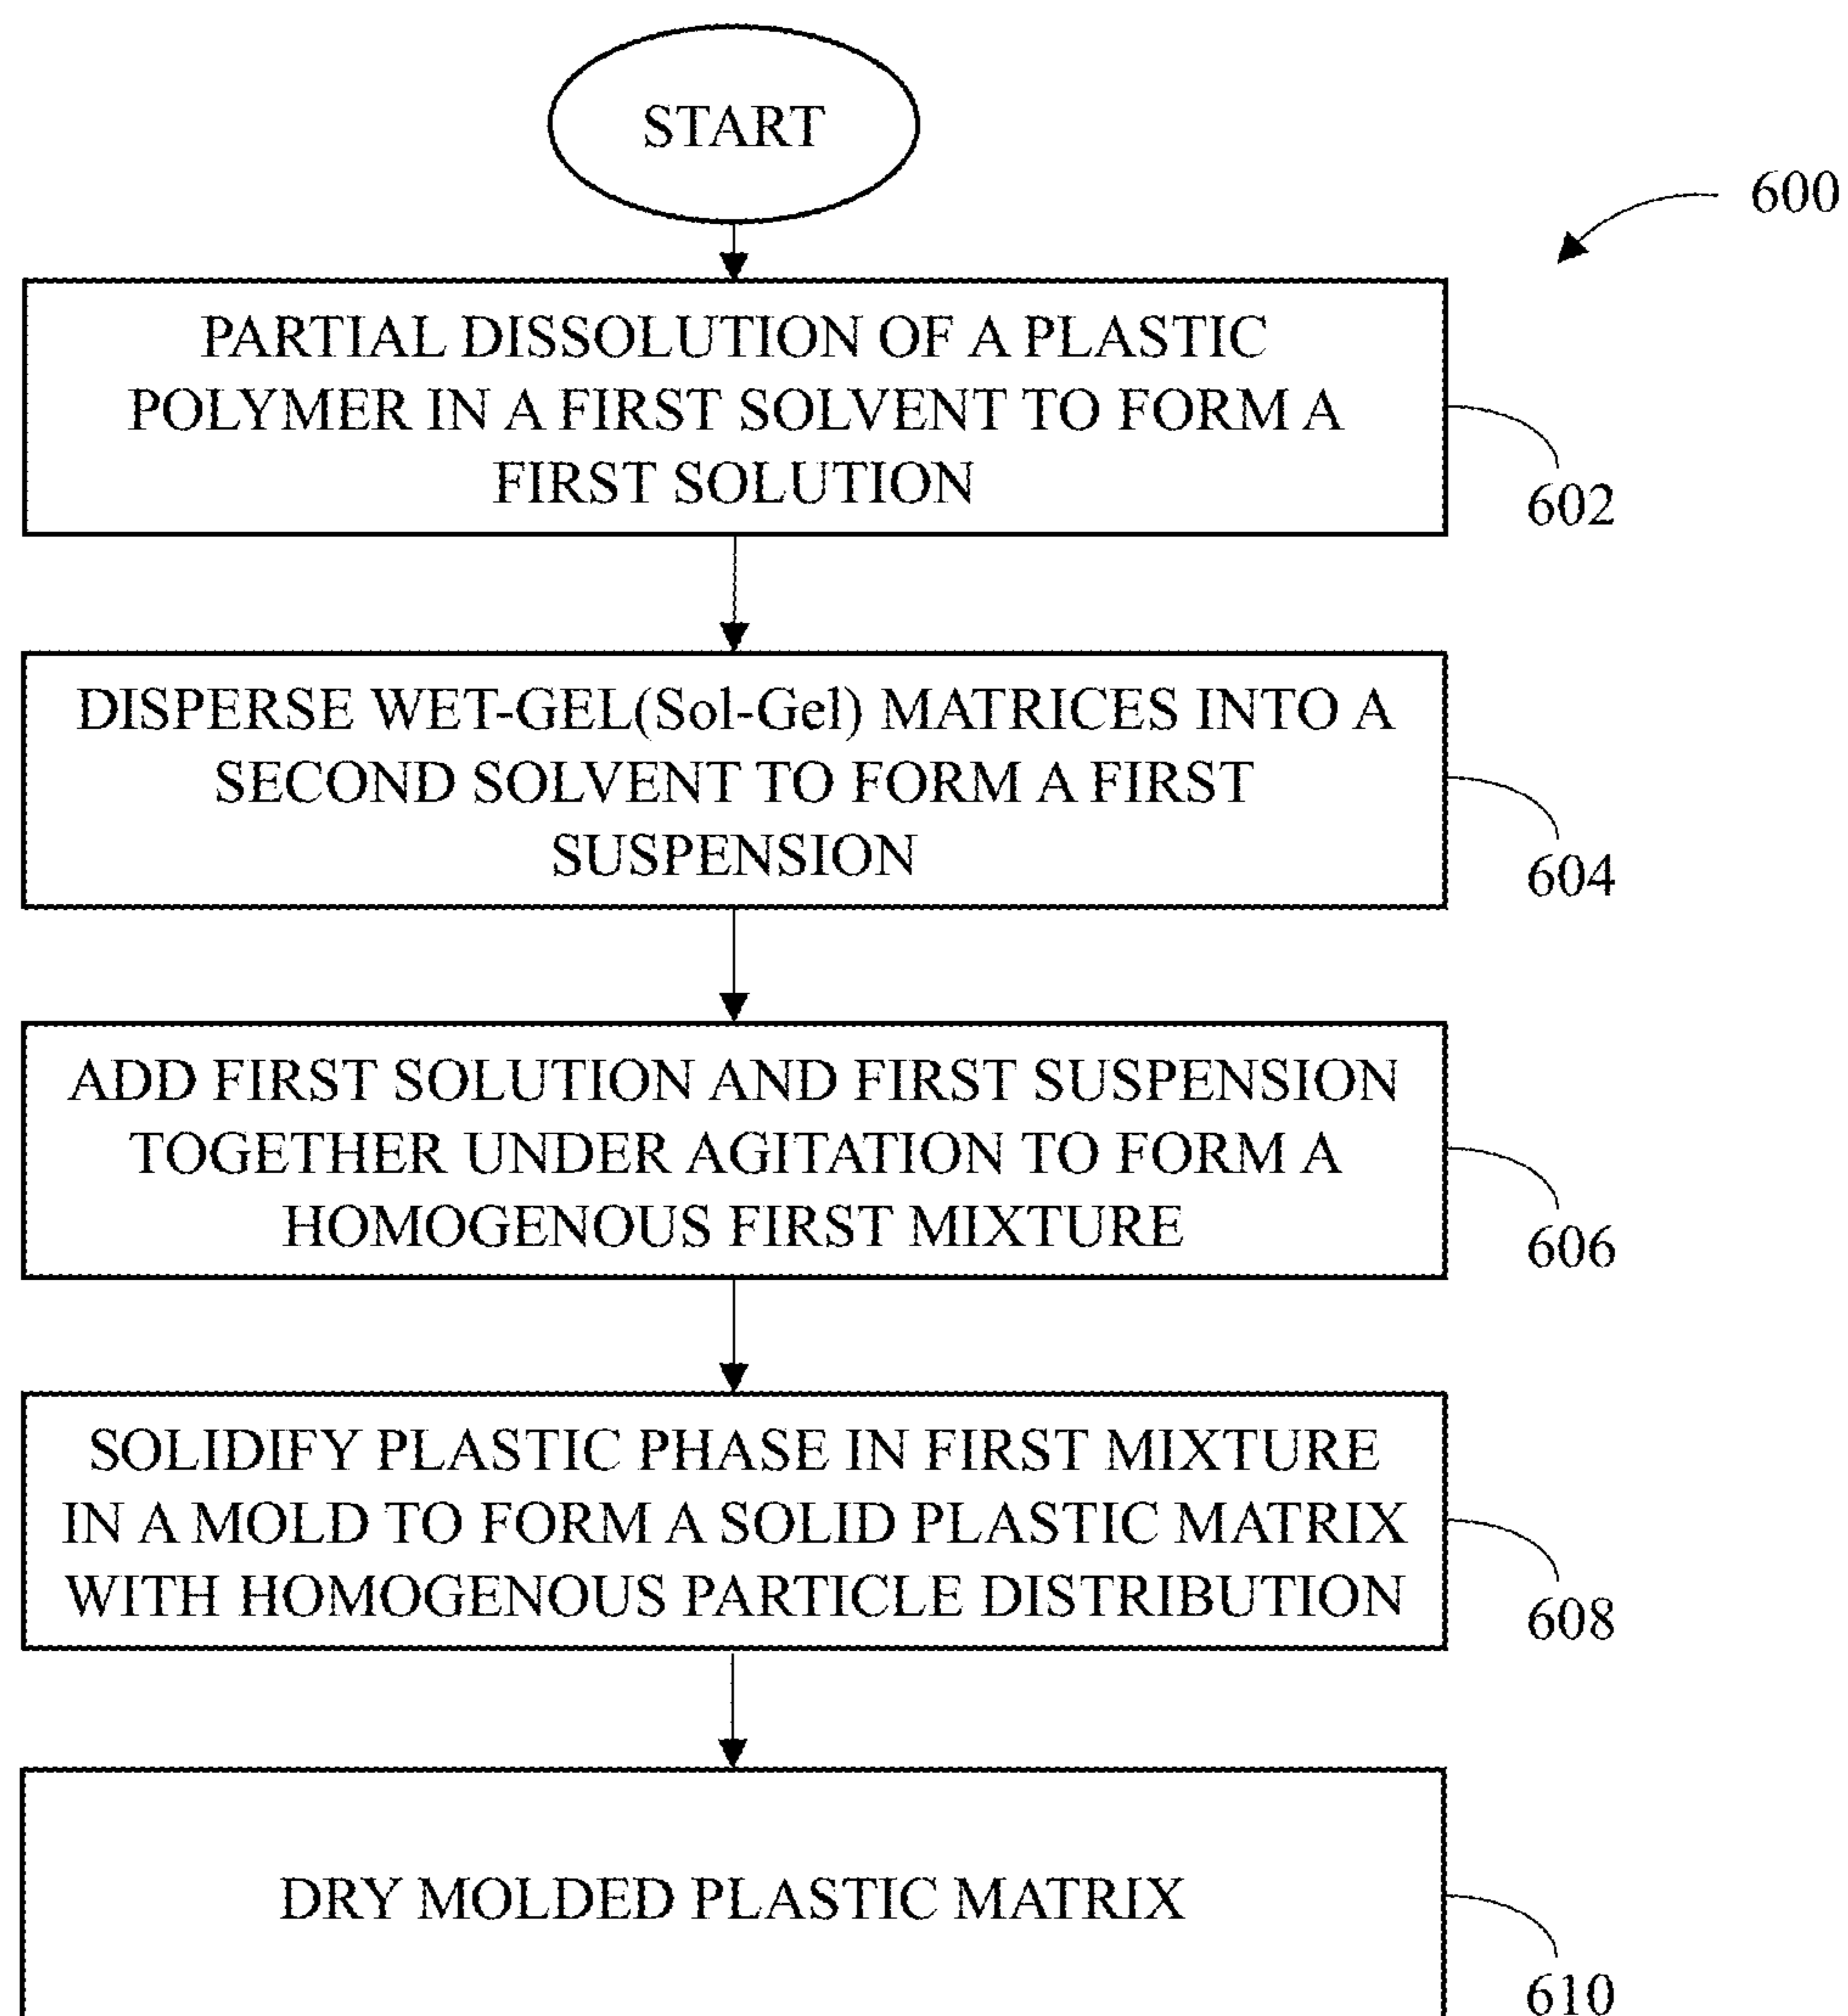 START
600
PARTIAL DISSOLUTION OF A PLASTIC
POLYMER IN A FIRST SOLVENT TO FORM A
FIRST SOLUTION
602
DISPERSE WET-GEL(Sol-Gel) MATRICES INTO A
SECOND SOLVENT TO FORM A FIRST
SUSPENSION
604
ADD FIRST SOLUTION AND FIRST SUSPENSION
TOGETHER UNDER AGITATION TO FORM A
HOMOGENOUS FIRST MIXTURE
606
SOLIDIFY PLASTIC PHASE IN FIRST MIXTURE
IN A MOLD TO FORM A SOLID PLASTIC MATRIX
WITH HOMOGENOUS PARTICLE DISTRIBUTION
608
DRY MOLDED PLASTIC MATRIX
610